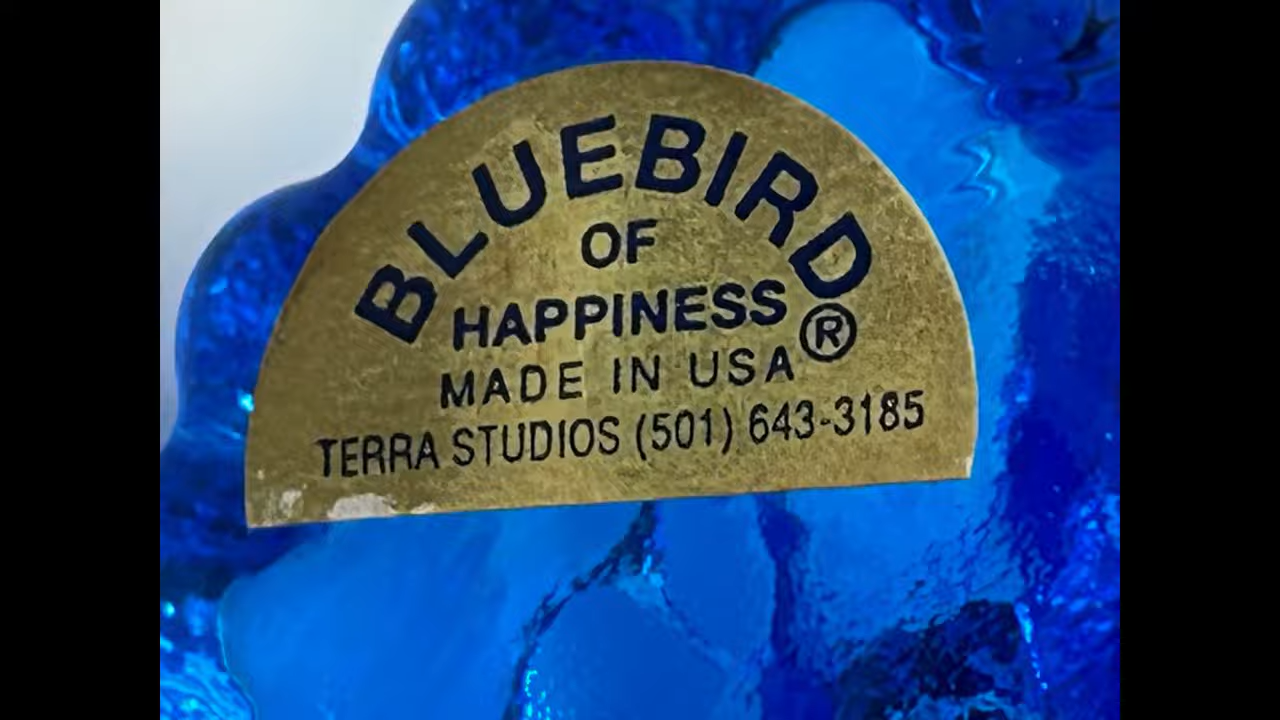 BLUEBIRD
OF
HAPPINESS ®
MADE IN USA
TERRA STUDIOS (501) 643-3185